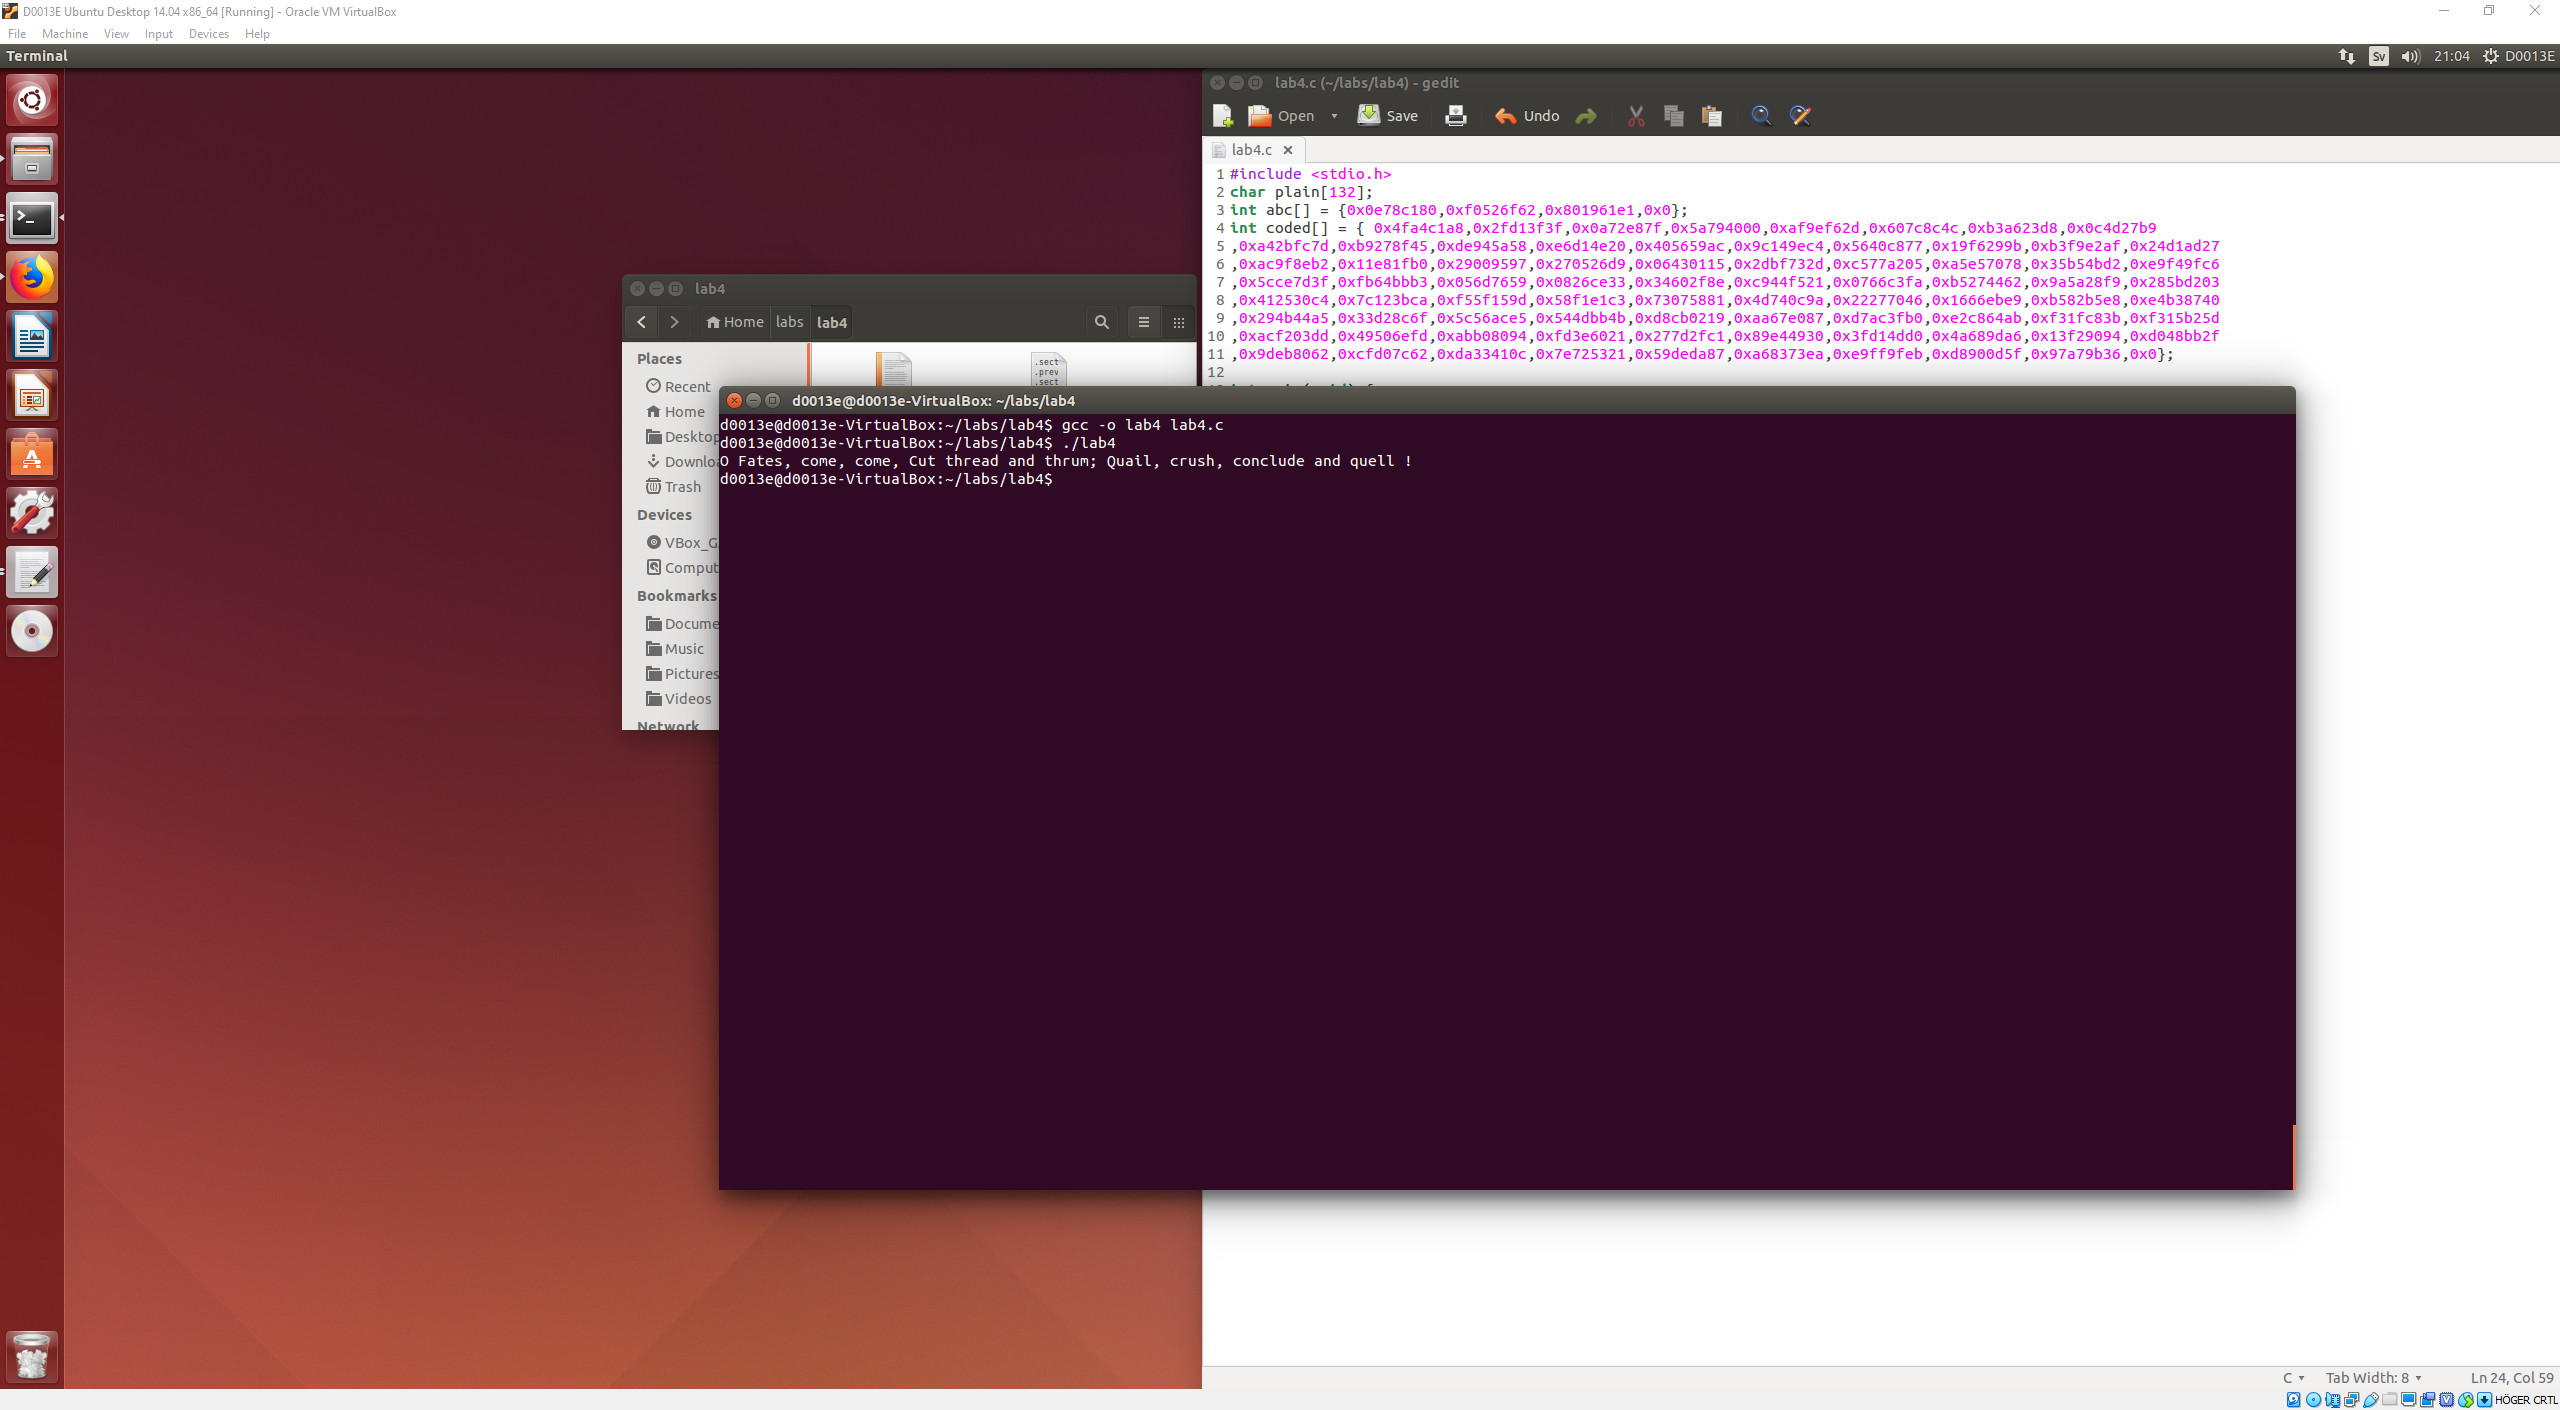 D0013E Ubuntu Desktop 14.04 x86_64 [Running] - Oracle VM VirtualBox
File Machine View Input Devices Help
Terminal
Sv 21:04 D0013E
lab4.c (~/labs/lab4) - gedit
Open Save Undo
lab4.c
1 #include <stdio.h>
2 char plain[132];
3 int abc[] = {0x0e78c180,0xf0526f62,0x801961e1,0x0};
4 int coded[] = { 0x4fa4c1a8,0x2fd13f3f,0x0a72e87f,0x5a794000,0xaf9ef62d,0x607c8c4c,0xb3a623d8,0x0c4d27b9
5 ,0xa42bfc7d,0xb9278f45,0xde945a58,0xe6d14e20,0x405659ac,0x9c149ec4,0x5640c877,0x19f6299b,0xb3f9e2af,0x24d1ad27
6 ,0xac9f8eb2,0x11e81fb0,0x29009597,0x270526d9,0x06430115,0x2dbf732d,0xc577a205,0xa5e57078,0x35b54bd2,0xe9f49fc6
7 ,0x5cce7d3f,0xfb64bbb3,0x056d7659,0x0826ce33,0x34602f8e,0xc944f521,0x0766c3fa,0xb5274462,0x9a5a28f9,0x285bd203
8 ,0x412530c4,0x7c123bca,0xf55f159d,0x58f1e1c3,0x73075881,0x4d740c9a,0x22277046,0x1666ebe9,0xb582b5e8,0xe4b38740
9 ,0x294b44a5,0x33d28c6f,0x5c56ace5,0x544dbb4b,0xd8cb0219,0xaa67e087,0xd7ac3fb0,0xe2c864ab,0xf31fc83b,0xf315b25d
10 ,0xacf203dd,0x49506efd,0xabb08094,0xfd3e6021,0x277d2fc1,0x89e44930,0x3fd14dd0,0x4a689da6,0x13f29094,0xd048bb2f
11 ,0x9deb8062,0xcfd07c62,0xda33410c,0x7e725321,0x59deda87,0xa68373ea,0xe9ff9feb,0xd8900d5f,0x97a79b36,0x0};
12
lab4
Home labs lab4
Places
Recent
Home
Desktop
Downlo
Trash
Devices
VBox_G
Comput
Bookmarks
Docume
Music
Pictures
Videos
Network
.sect
.prev
.sect
d0013e@d0013e-VirtualBox: ~/labs/lab4
d0013e@d0013e-VirtualBox:~/labs/lab4$ gcc -o lab4 lab4.c
d0013e@d0013e-VirtualBox:~/labs/lab4$ ./lab4
O Fates, come, come, Cut thread and thrum; Quail, crush, conclude and quell !
d0013e@d0013e-VirtualBox:~/labs/lab4$
C Tab Width: 8 Ln 24, Col 59
HÖGER CRTL